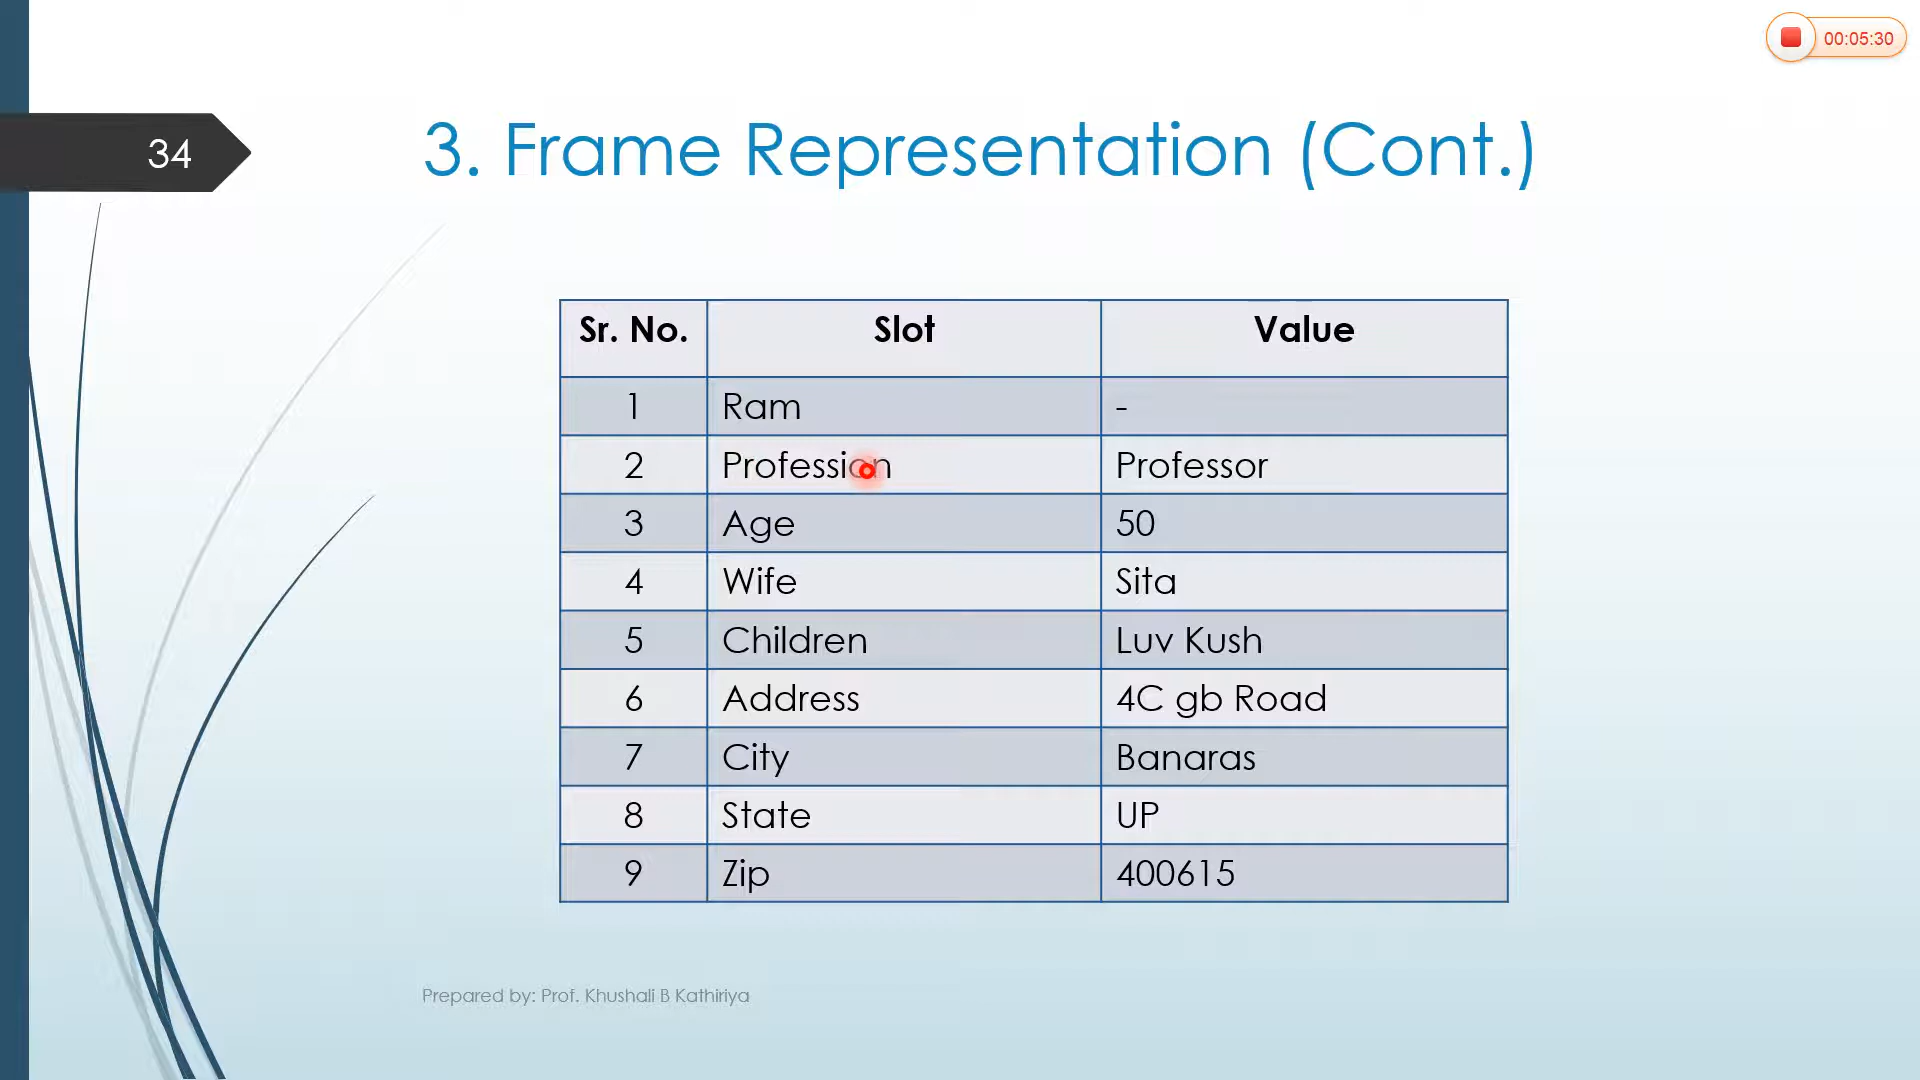 00:05:30
34
3. Frame Representation (Cont.)
Sr. No. Slot Value
1 Ram -
2 Profession Professor
3 Age 50
4 Wife Sita
5 Children Luv Kush
6 Address 4C gb Road
7 City Banaras
8 State UP
9 Zip 400615
Prepared by: Prof. Khushali B Kathiriya